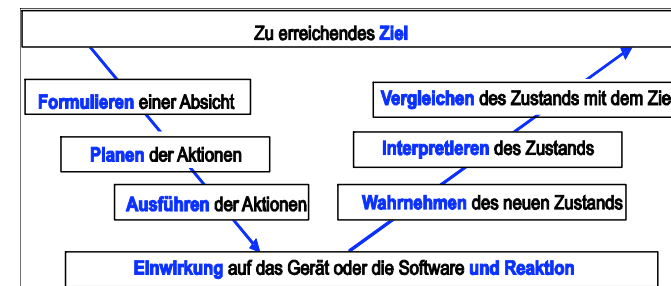 Zu erreichendes Ziel
Formulieren einer Absicht
Vergleichen des Zustands mit dem Zie
Planen der Aktionen
Interpretieren des Zustands
Ausführen der Aktionen
Wahrnehmen des neuen Zustands
Einwirkung auf das Gerät oder die Software und Reaktion